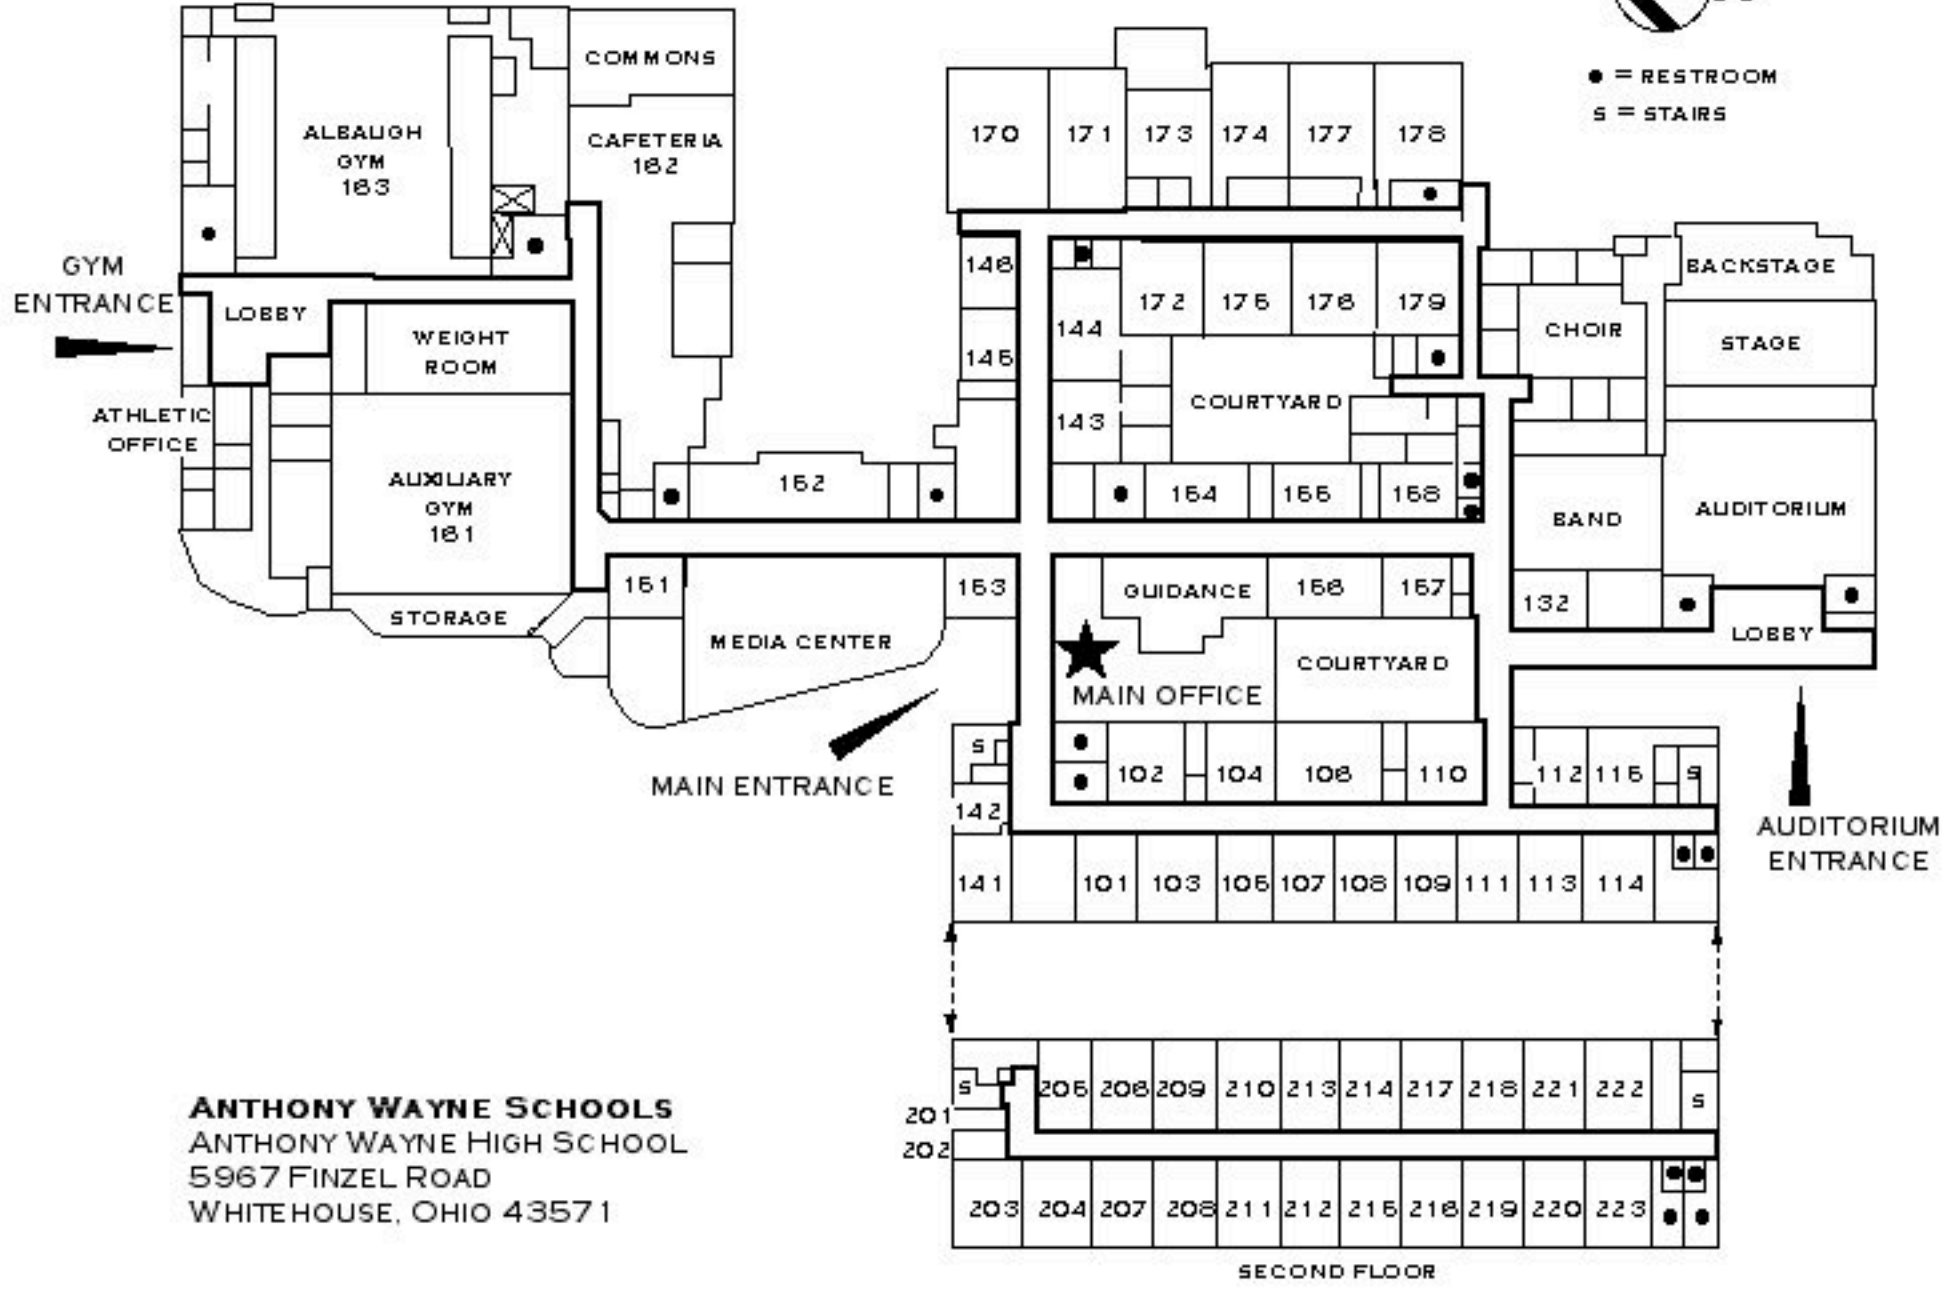 COMMONS
● = RESTROOM
S = STAIRS
ALBAUGH
GYM
163
CAFETERIA
162
170
171
173
174
177
178
GYM
ENTRANCE
LOBBY
WEIGHT
ROOM
146
145
144
143
172
175
176
179
COURTYARD
CHOIR
BACKSTAGE
STAGE
ATHLETIC
OFFICE
AUXILIARY
GYM
161
152
154
155
158
BAND
AUDITORIUM
STORAGE
151
MEDIA CENTER
153
GUIDANCE
156
157
132
LOBBY
MAIN OFFICE
COURTYARD
MAIN ENTRANCE
S
142
102
104
106
110
112
115
S
AUDITORIUM
ENTRANCE
141
101
103
105
107
108
109
111
113
114
S
201
202
205
206
209
210
213
214
217
218
221
222
S
203
204
207
208
211
212
215
216
219
220
223
SECOND FLOOR
ANTHONY WAYNE SCHOOLS
ANTHONY WAYNE HIGH SCHOOL
5967 FINZEL ROAD
WHITEHOUSE, OHIO 43571